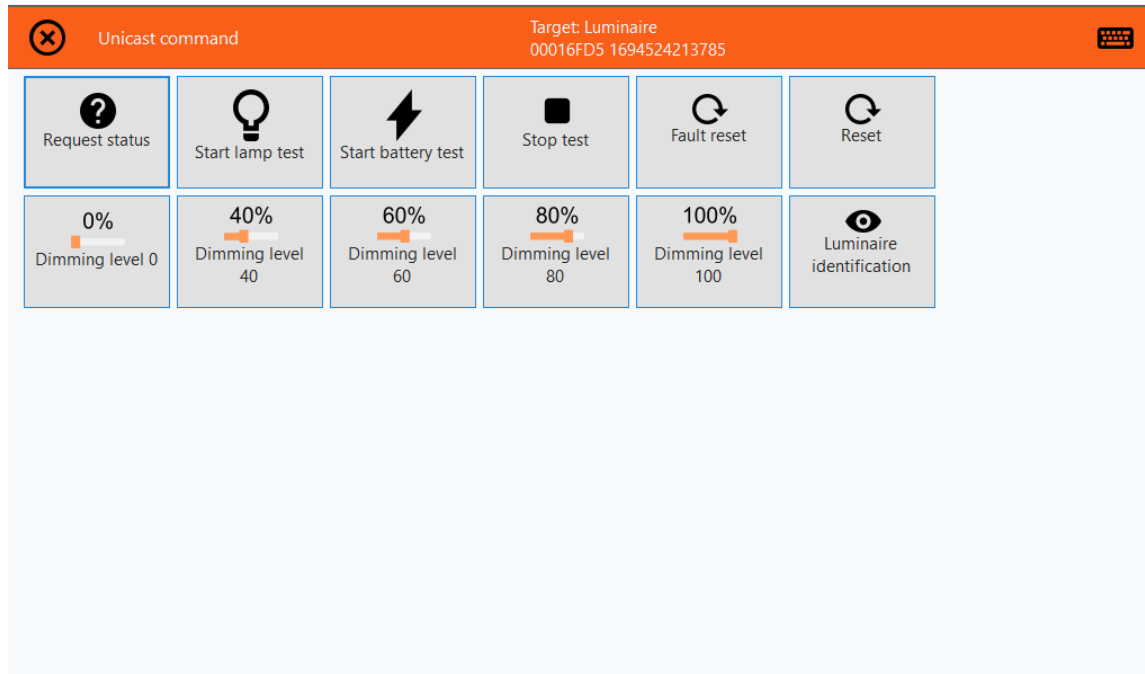 Unicast command
Target: Luminaire
00016FD5 1694524213785
Request status
Start lamp test
Start battery test
Stop test
Fault reset
Reset
0%
Dimming level 0
40%
Dimming level
40
60%
Dimming level
60
80%
Dimming level
80
100%
Dimming level
100
Luminaire
identification